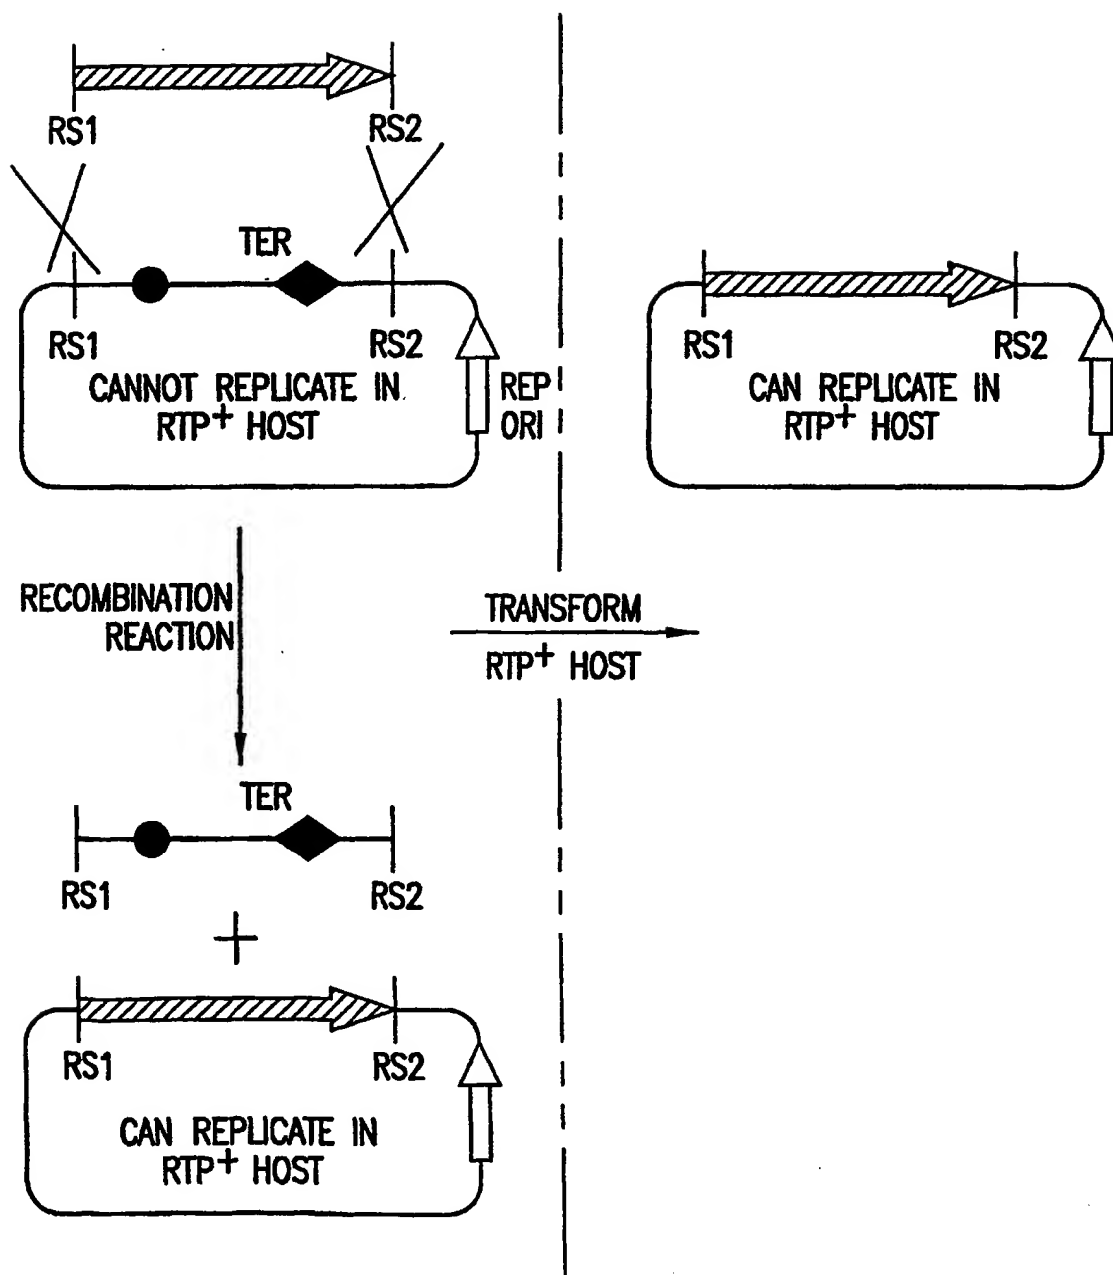 RS1
RS2
TER
RS1
RS2
CANNOT REPLICATE IN
RTP+ HOST
REP
ORI
RECOMBINATION
REACTION
TER
RS1
RS2
+
RS1
RS2
CAN REPLICATE IN
RTP+ HOST
TRANSFORM
RTP+ HOST
RS1
RS2
CAN REPLICATE IN
RTP+ HOST